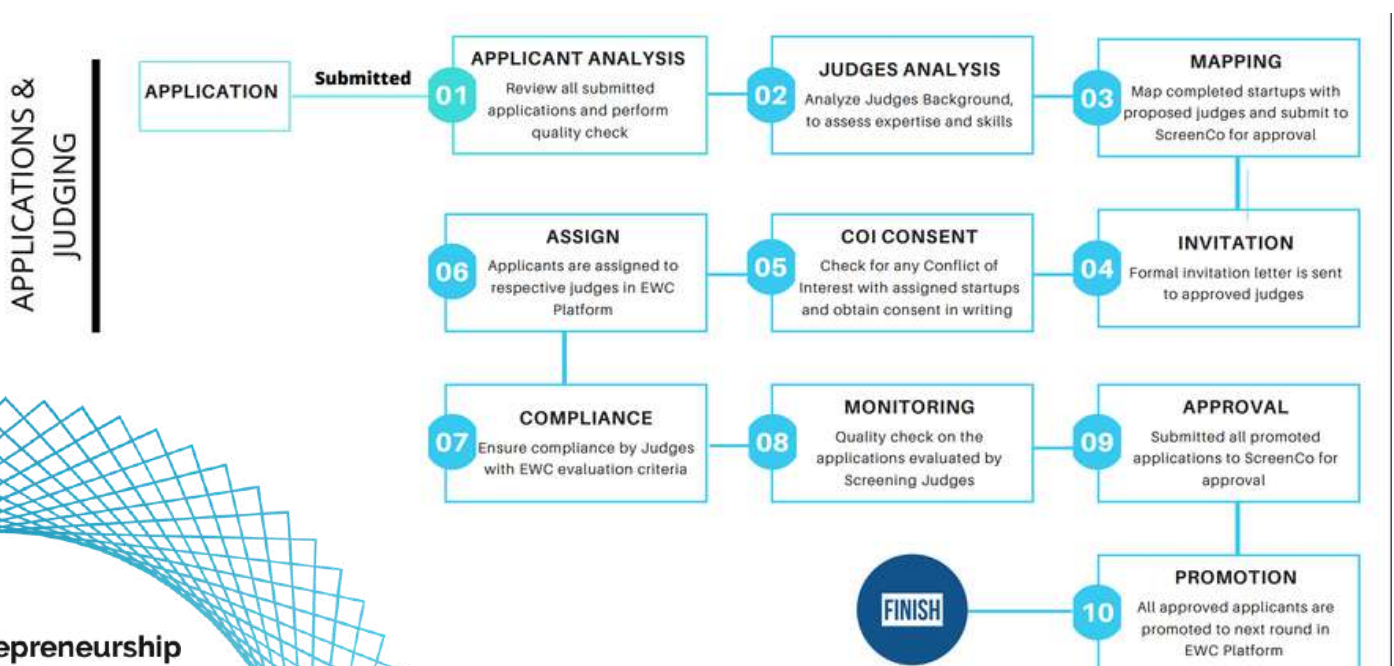 APPLICATIONS &
JUDGING
APPLICATION
Submitted
01
APPLICANT ANALYSIS
Review all submitted
applications and perform
quality check
02
JUDGES ANALYSIS
Analyze Judges Background,
to assess expertise and skills
03
MAPPING
Map completed startups with
proposed judges and submit to
ScreenCo for approval
04
INVITATION
Formal invitation letter is sent
to approved judges
05
COI CONSENT
Check for any Conflict of
Interest with assigned startups
and obtain consent in writing
06
ASSIGN
Applicants are assigned to
respective judges in EWC
Platform
07
COMPLIANCE
Ensure compliance by Judges
with EWC evaluation criteria
08
MONITORING
Quality check on the
applications evaluated by
Screening Judges
09
APPROVAL
Submitted all promoted
applications to ScreenCo for
approval
10
PROMOTION
All approved applicants are
promoted to next round in
EWC Platform
FINISH
epreneurship